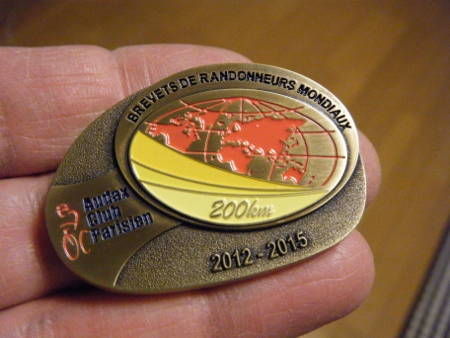 BREVETS DE RANDONNEURS MONDIAUX
200km
Audax
Club
Parisien
2012 - 2015